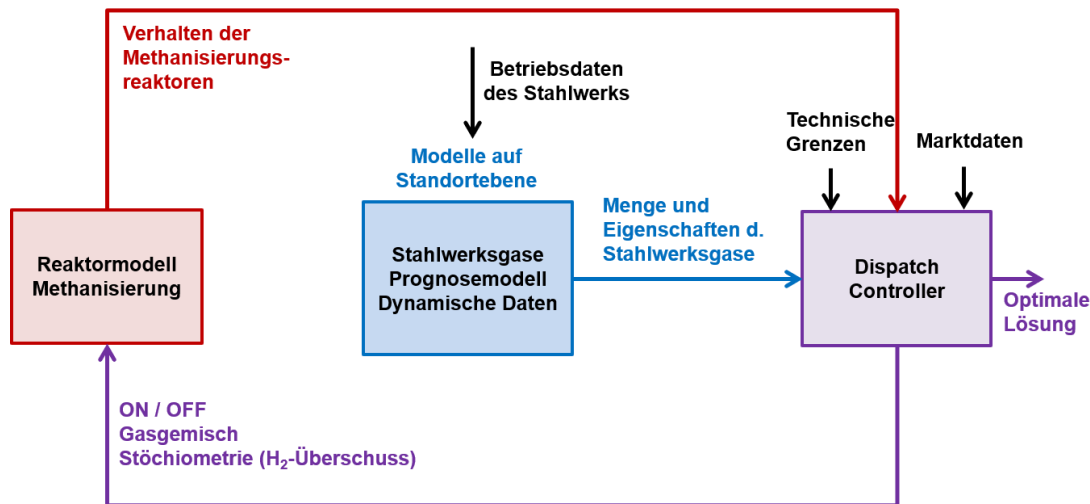 Verhalten der
Methanisierungs-
reaktoren
Betriebsdaten
des Stahlwerks
Technische
Grenzen
Marktdaten
Modelle auf
Standortebene
Menge und
Eigenschaften d.
Stahlwerksgase
Reaktormodell
Methanisierung
Stahlwerksgase
Prognosemodell
Dynamische Daten
Dispatch
Controller
Optimale
Lösung
ON / OFF
Gasgemisch
Stöchiometrie (H₂-Überschuss)